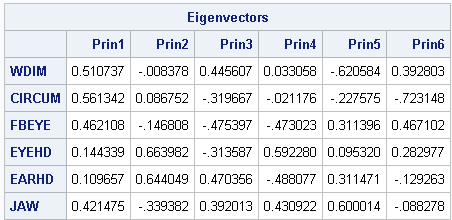 Eigenvectors
Prin1 Prin2 Prin3 Prin4 Prin5 Prin6
WDIM 0.510737 -.008378 0.445607 0.033058 -.620584 0.392803
CIRCUM 0.561342 0.086752 -.319667 -.021176 -.227575 -.723148
FBEYE 0.462108 -.146808 -.475397 -.473023 0.311396 0.467102
EYEHD 0.144339 0.663982 -.313587 0.592280 0.095320 0.282977
EARHD 0.109657 0.644049 0.470356 -.488077 0.311471 -.129263
JAW 0.421475 -.339382 0.392013 0.430922 0.600014 -.088278